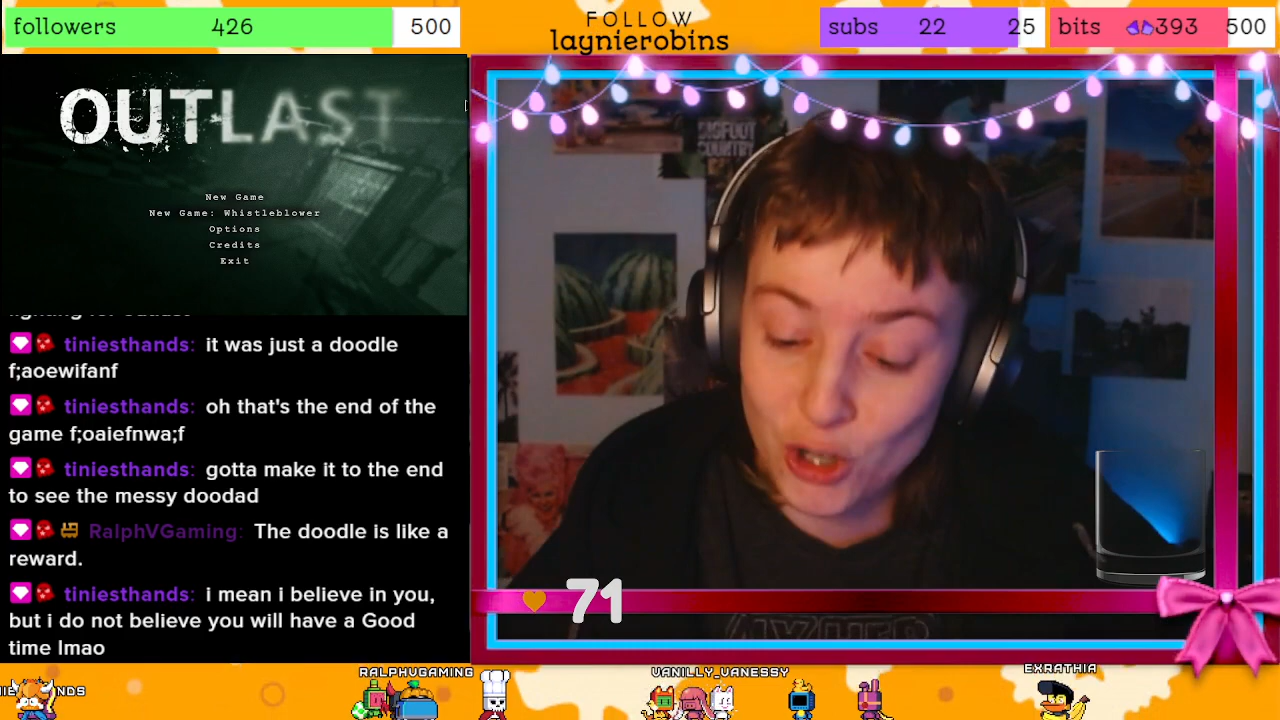 followers 426 500
FOLLOW
laynierobins
subs 22 25
bits 393 500
OUTLAST
New Game
New Game: Whistleblower
Options
Credits
Exit
tiniesthands: it was just a doodle
f;aoewifanf
tiniesthands: oh that's the end of the
game f;oaiefnwa;f
tiniesthands: gotta make it to the end
to see the messy doodad
RalphVGaming: The doodle is like a
reward.
tiniesthands: i mean i believe in you,
but i do not believe you will have a Good
time lmao
BIGFOOT
COUNTRY
71
RALPHVGAMING
VANILLY_VANESSY
EXRATHIA